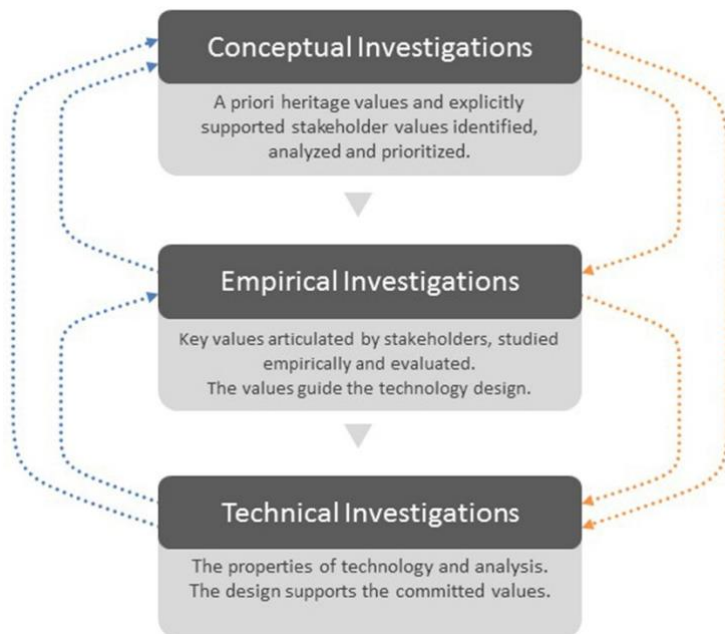 Conceptual Investigations
A priori heritage values and explicitly
supported stakeholder values identified,
analyzed and prioritized.
Empirical Investigations
Key values articulated by stakeholders, studied
empirically and evaluated.
The values guide the technology design.
Technical Investigations
The properties of technology and analysis.
The design supports the committed values.